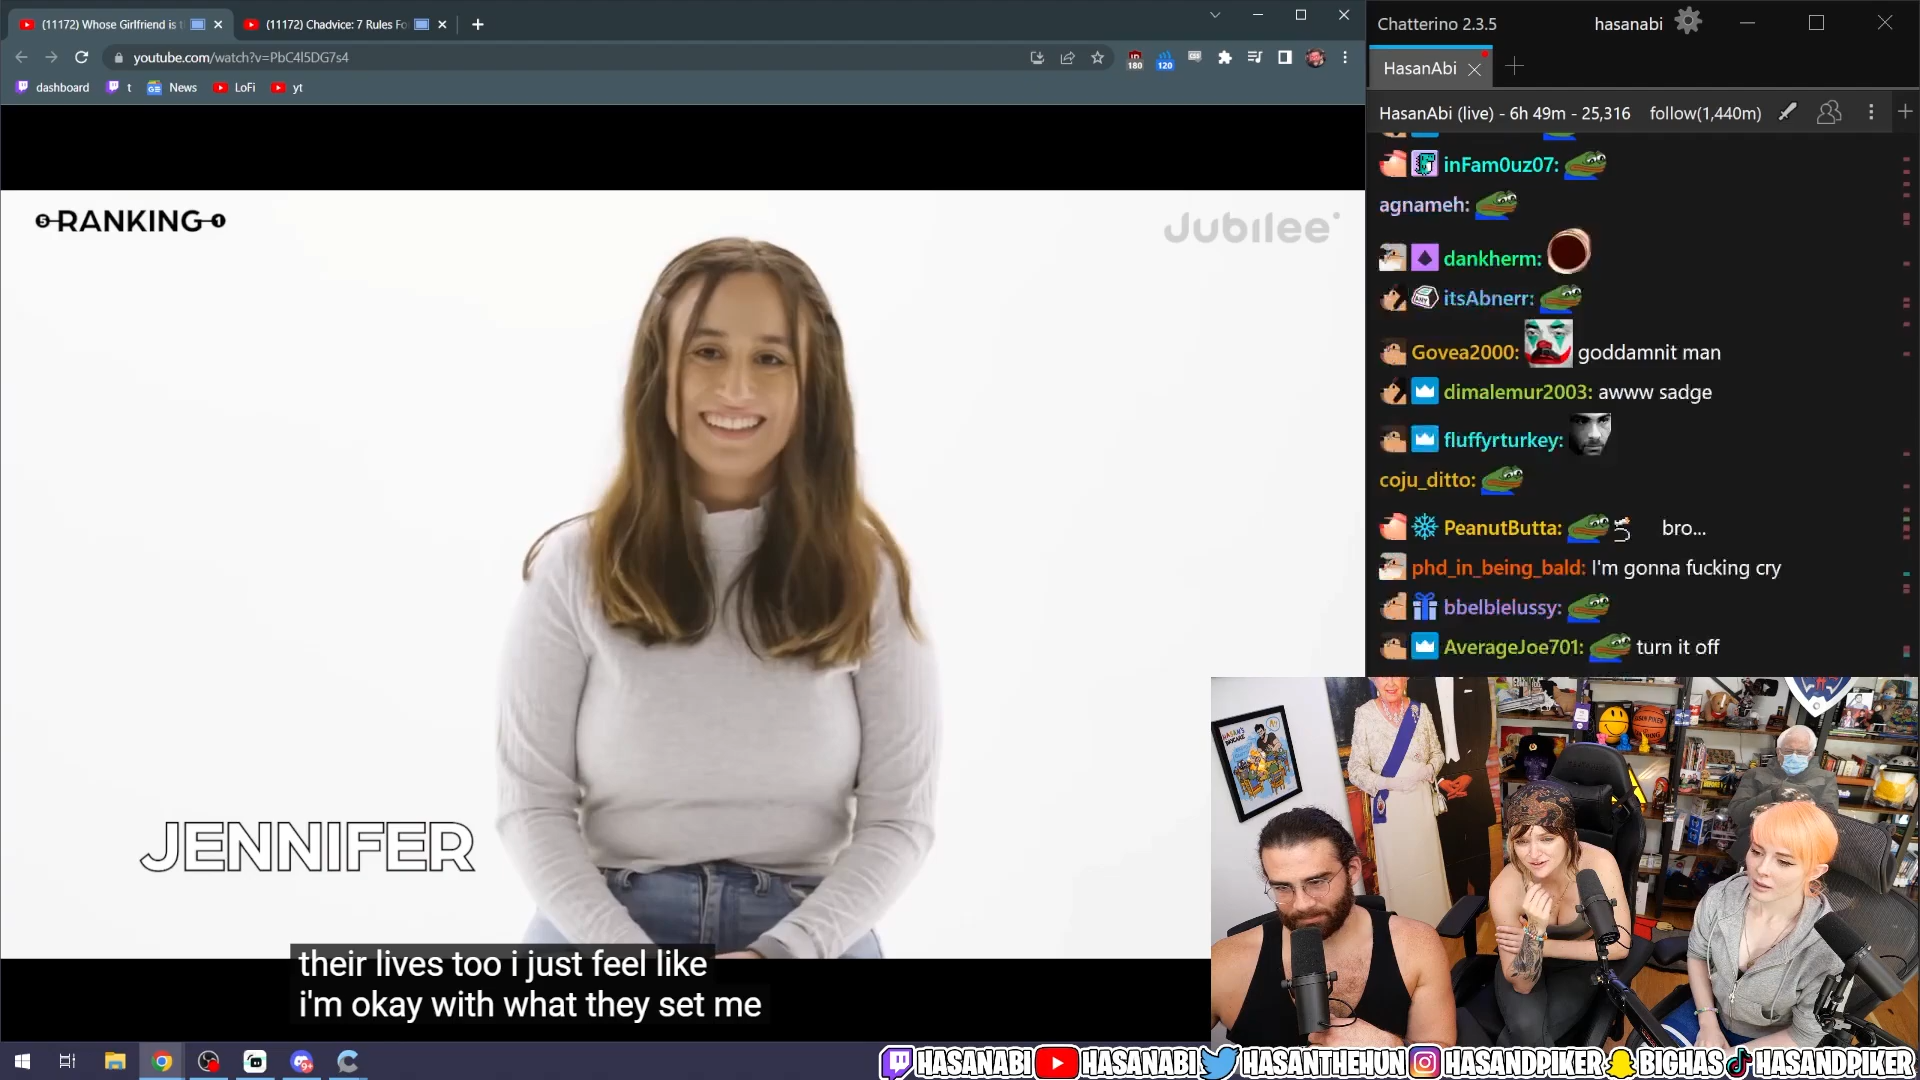 (11172) Whose Girlfriend is t
(11172) Chadvice: 7 Rules Fo
youtube.com/watch?v=PbC4l5DG7s4
180
120
dashboard
t
News
LoFi
yt
5 RANKING 1
Jubilee
JENNIFER
their lives too i just feel like
i'm okay with what they set me
Chatterino 2.3.5
hasanabi
HasanAbi
HasanAbi (live) - 6h 49m - 25,316
follow(1,440m)
inFam0uz07:
agnameh:
dankherm:
itsAbnerr:
Govea2000: goddamnit man
dimalemur2003: awww sadge
fluffyrturkey:
coju_ditto:
PeanutButta: bro...
phd_in_being_bald: I'm gonna fucking cry
bbelblelussy:
AverageJoe701: turn it off
HASANABI HASANABI HASANTHEHUN HASANDPIKER BIGHAS HASANDPIKER